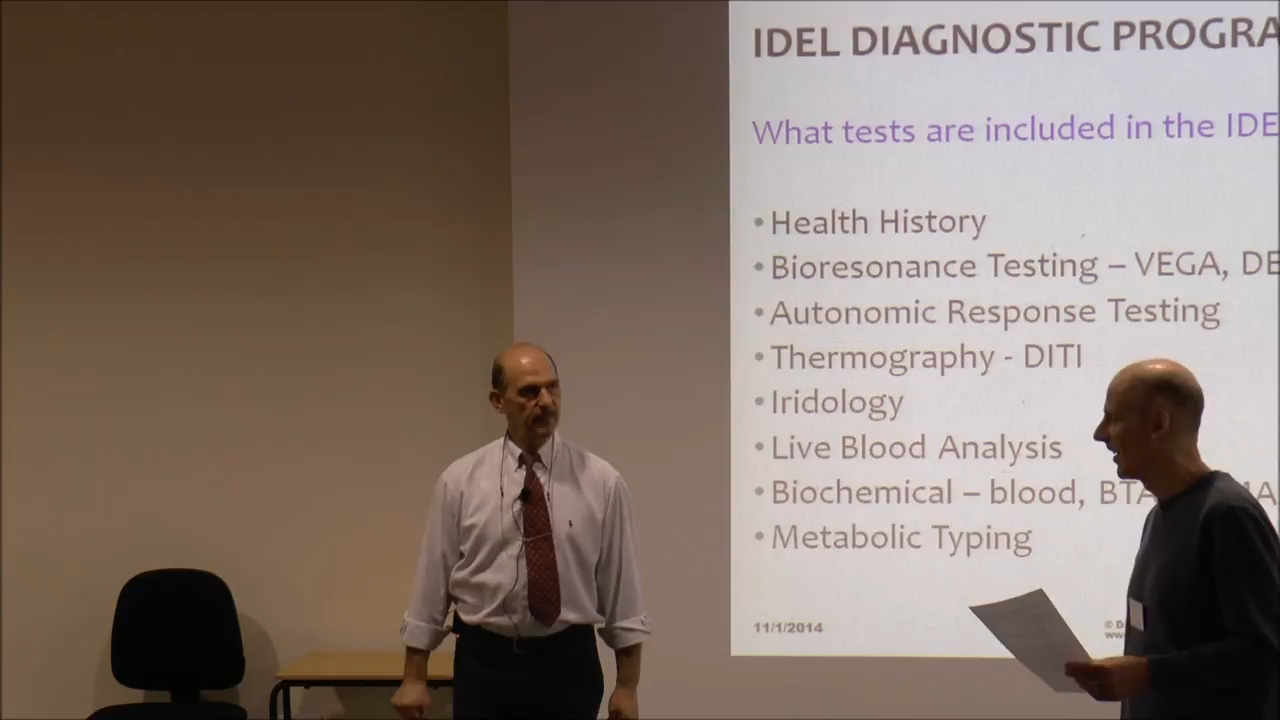 IDEL DIAGNOSTIC PROGRA
What tests are included in the IDE
• Health History
• Bioresonance Testing – VEGA, DE
• Autonomic Response Testing
• Thermography - DITI
• Iridology
• Live Blood Analysis
• Biochemical – blood, BTA
• Metabolic Typing
11/1/2014